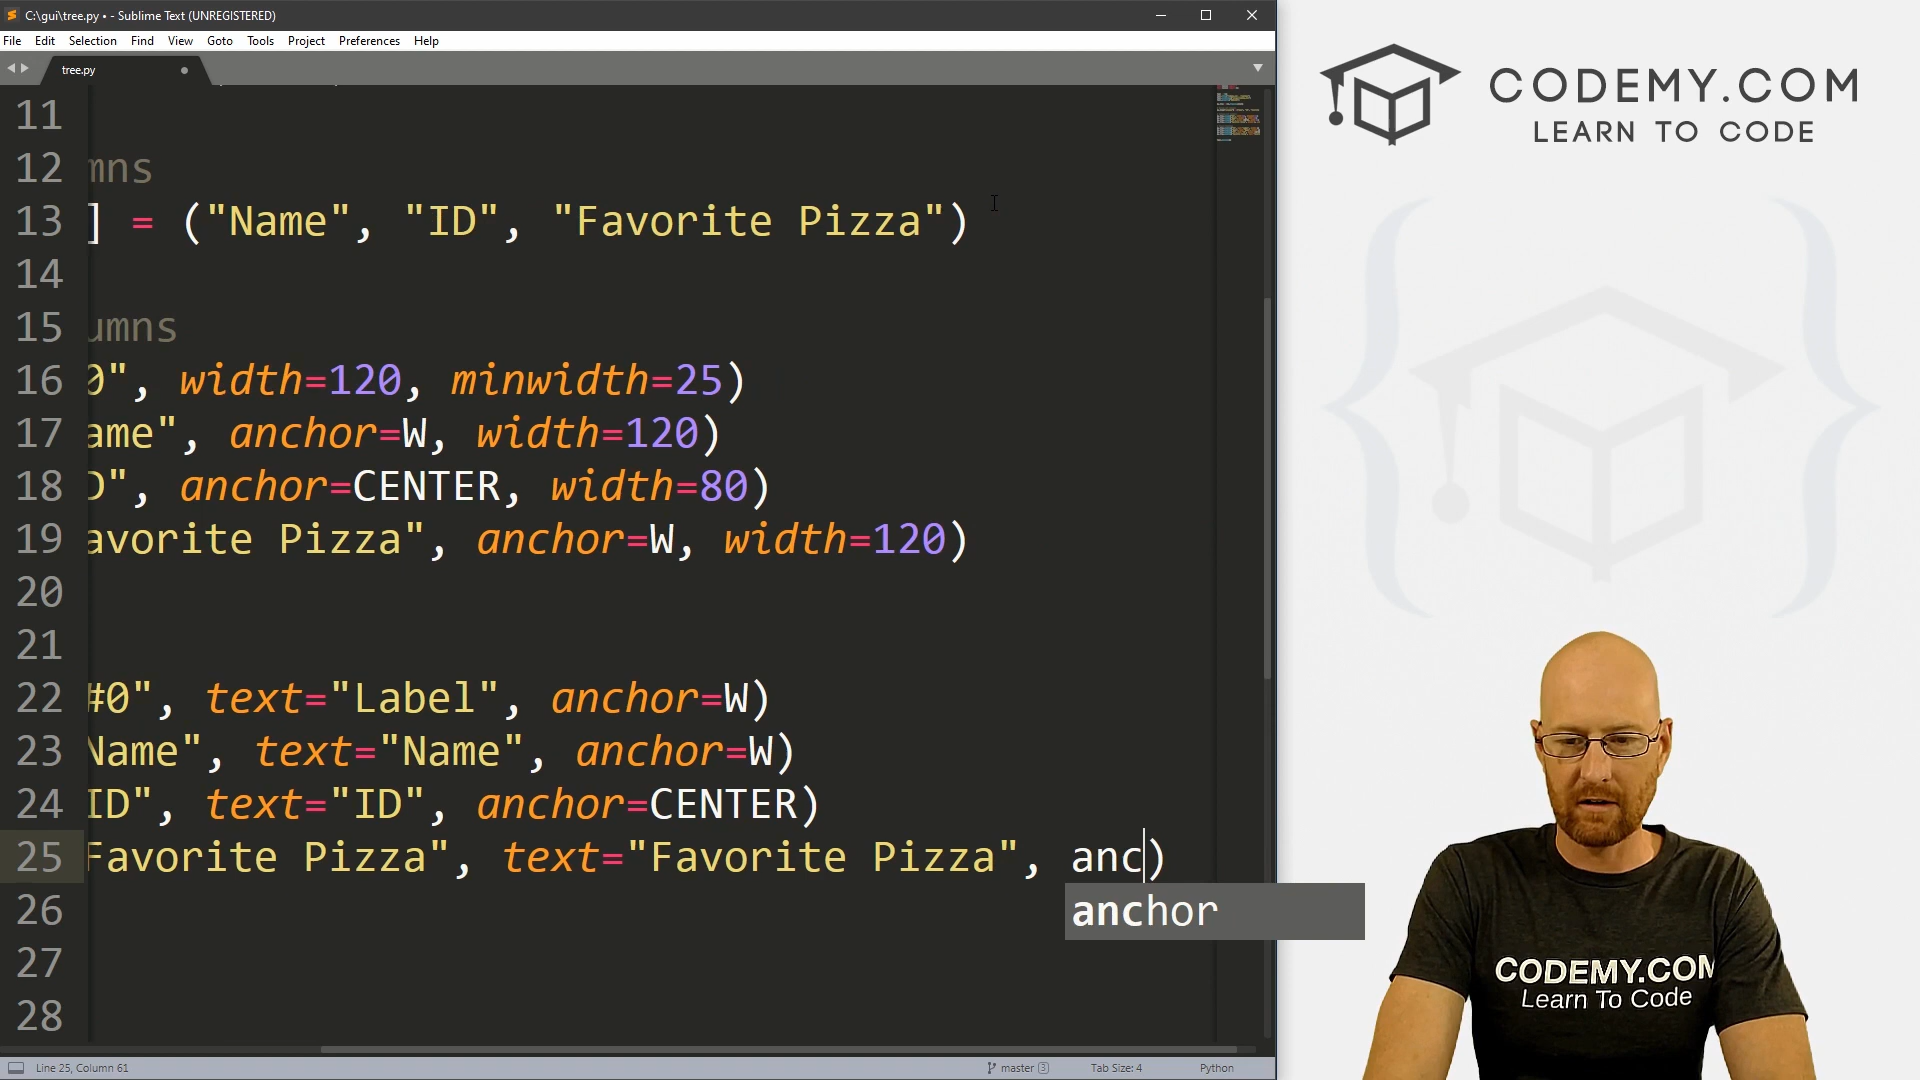 C:\gui\tree.py • - Sublime Text (UNREGISTERED)
File Edit Selection Find View Goto Tools Project Preferences Help
tree.py
11
12 mns
13 ] = ("Name", "ID", "Favorite Pizza")
14
15 umns
16 0", width=120, minwidth=25)
17 ame", anchor=W, width=120)
18 D", anchor=CENTER, width=80)
19 avorite Pizza", anchor=W, width=120)
20
21
22 #0", text="Label", anchor=W)
23 Name", text="Name", anchor=W)
24 ID", text="ID", anchor=CENTER)
25 Favorite Pizza", text="Favorite Pizza", anc)
anchor
26
27
28
Line 25, Column 61
master 3
Tab Size: 4
Python
CODEMY.COM
LEARN TO CODE
CODEMY.COM
Learn To Code